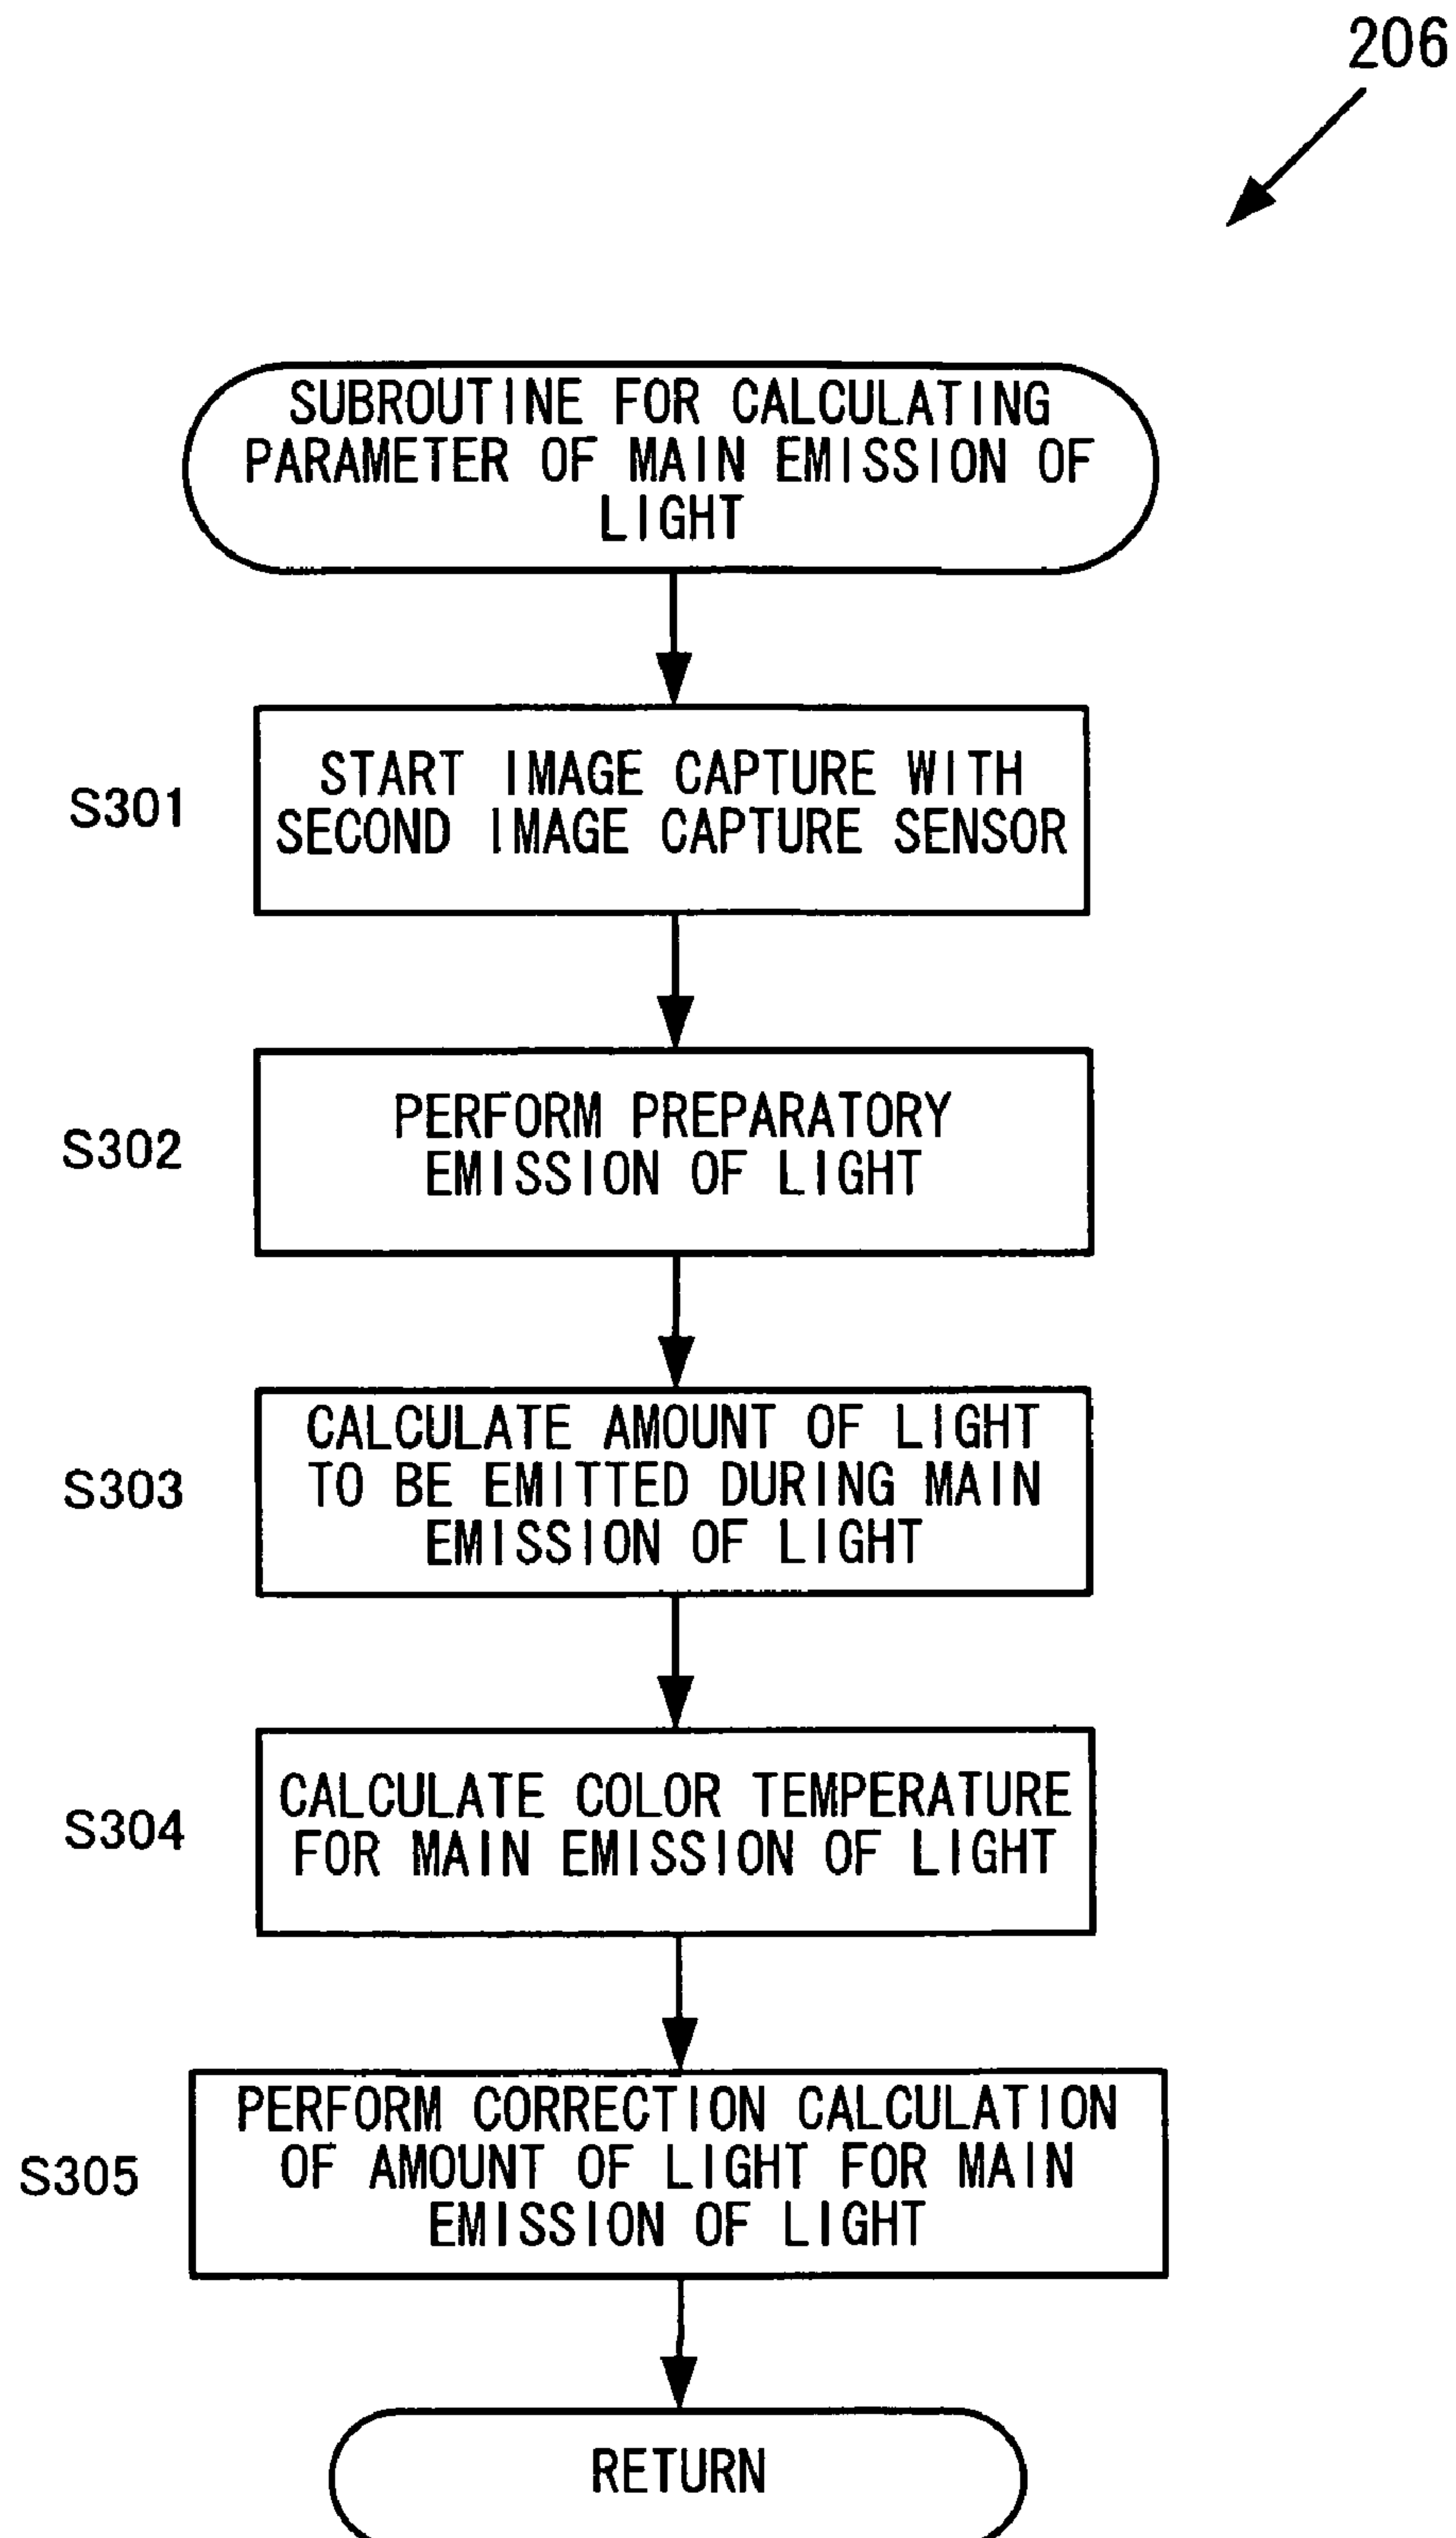 206
SUBROUTINE FOR CALCULATING
PARAMETER OF MAIN EMISSION OF
LIGHT
S301
START IMAGE CAPTURE WITH
SECOND IMAGE CAPTURE SENSOR
S302
PERFORM PREPARATORY
EMISSION OF LIGHT
S303
CALCULATE AMOUNT OF LIGHT
TO BE EMITTED DURING MAIN
EMISSION OF LIGHT
S304
CALCULATE COLOR TEMPERATURE
FOR MAIN EMISSION OF LIGHT
S305
PERFORM CORRECTION CALCULATION
OF AMOUNT OF LIGHT FOR MAIN
EMISSION OF LIGHT
RETURN